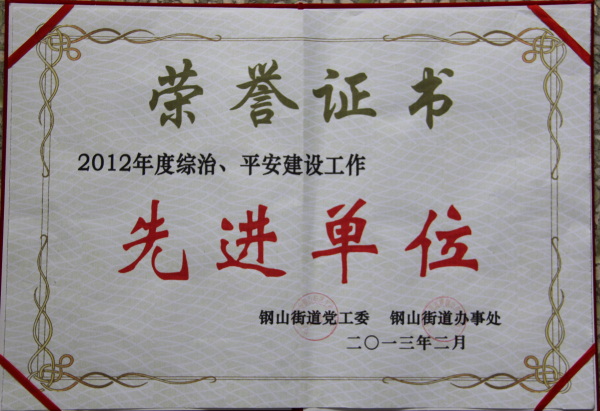 荣誉证书
2012年度综治、平安建设工作
先进单位
钢山街道党工委 钢山街道办事处
二〇一三年二月